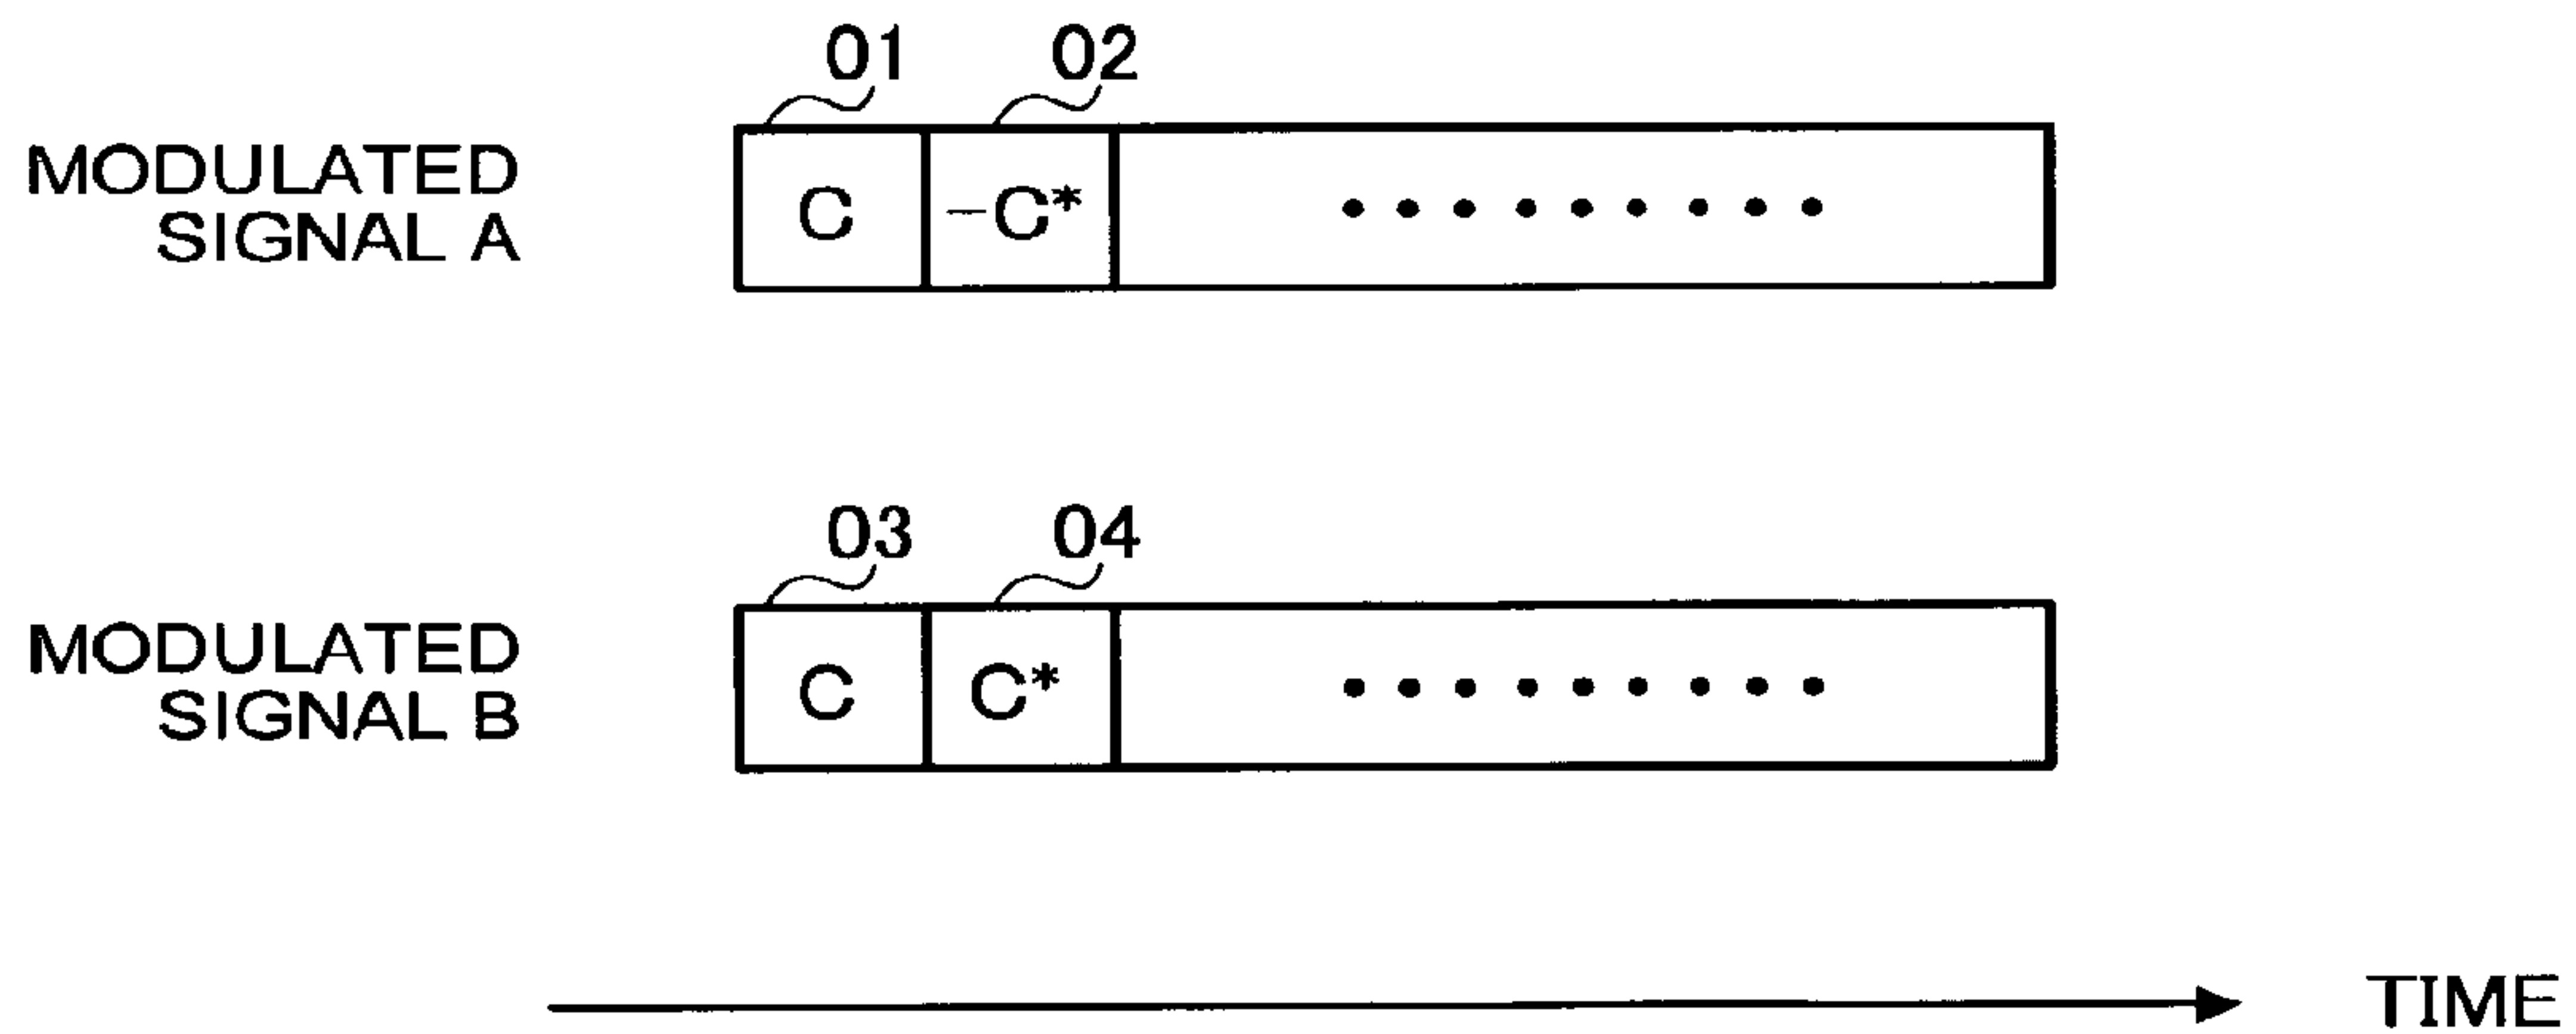 01 02
MODULATED
SIGNAL A
C −C* • • • • • • • • •
03 04
MODULATED
SIGNAL B
C C* • • • • • • • • •
TIME